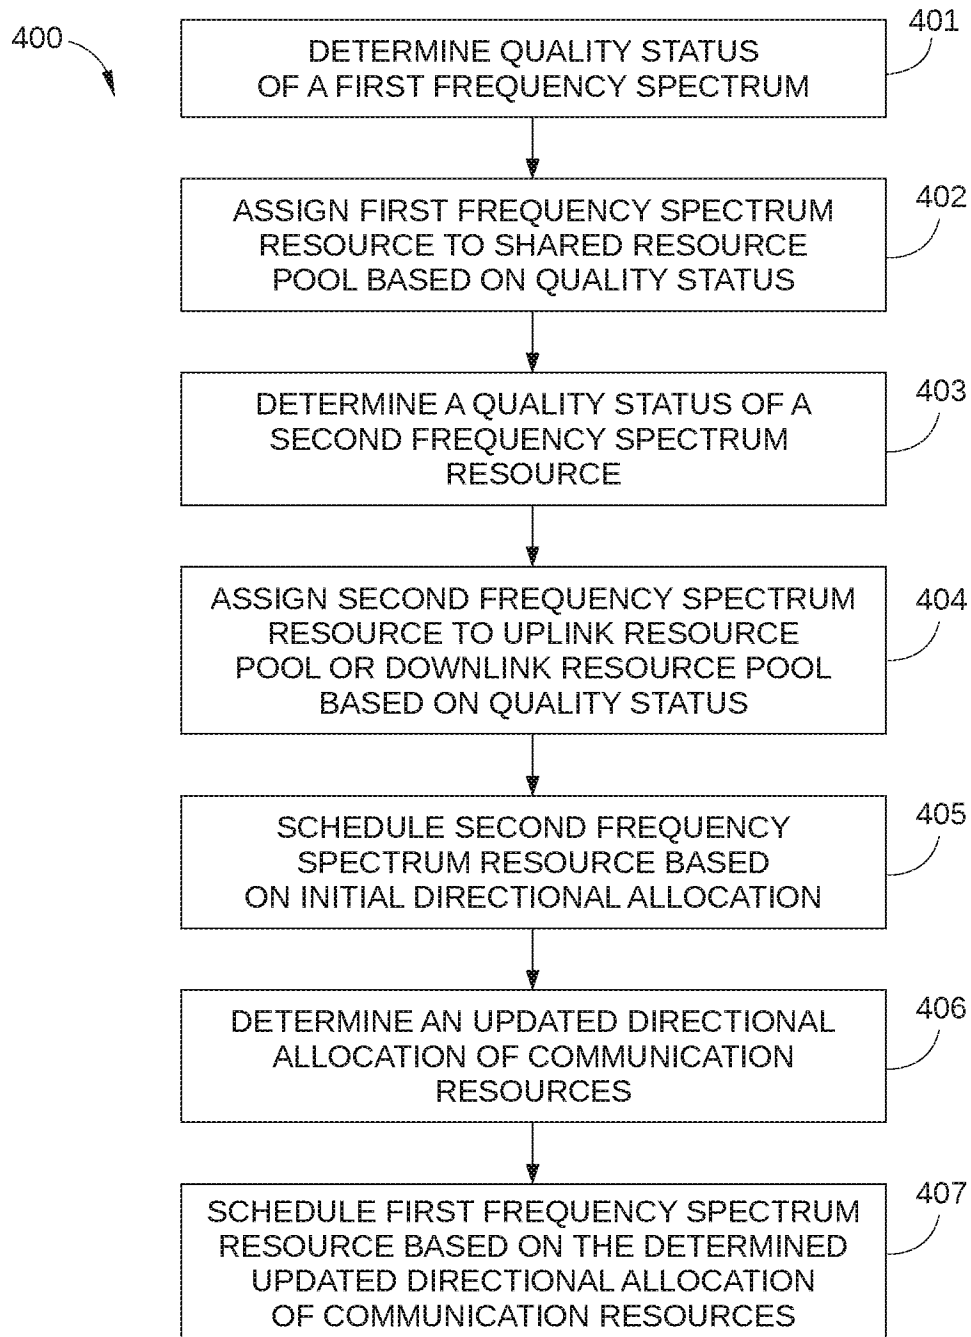 400
401
DETERMINE QUALITY STATUS
OF A FIRST FREQUENCY SPECTRUM
402
ASSIGN FIRST FREQUENCY SPECTRUM
RESOURCE TO SHARED RESOURCE
POOL BASED ON QUALITY STATUS
403
DETERMINE A QUALITY STATUS OF A
SECOND FREQUENCY SPECTRUM
RESOURCE
404
ASSIGN SECOND FREQUENCY SPECTRUM
RESOURCE TO UPLINK RESOURCE
POOL OR DOWNLINK RESOURCE POOL
BASED ON QUALITY STATUS
405
SCHEDULE SECOND FREQUENCY
SPECTRUM RESOURCE BASED
ON INITIAL DIRECTIONAL ALLOCATION
406
DETERMINE AN UPDATED DIRECTIONAL
ALLOCATION OF COMMUNICATION
RESOURCES
407
SCHEDULE FIRST FREQUENCY SPECTRUM
RESOURCE BASED ON THE DETERMINED
UPDATED DIRECTIONAL ALLOCATION
OF COMMUNICATION RESOURCES